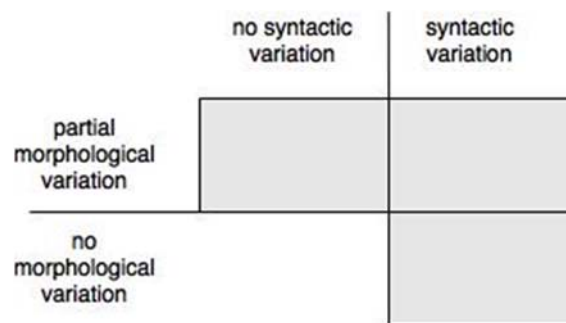 no syntactic
variation
syntactic
variation
partial
morphological
variation
no
morphological
variation